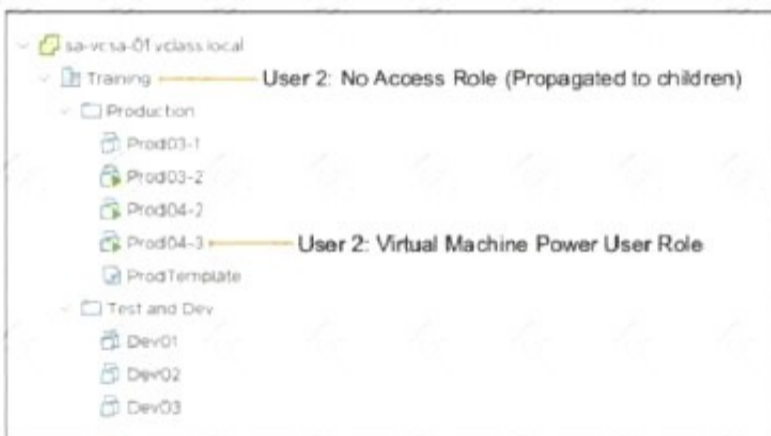 sa-vcsa-01.vclass.local
Training User 2: No Access Role (Propagated to children)
Production
Prod03-1
Prod03-2
Prod04-2
Prod04-3 User 2: Virtual Machine Power User Role
ProdTemplate
Test and Dev
Dev01
Dev02
Dev03